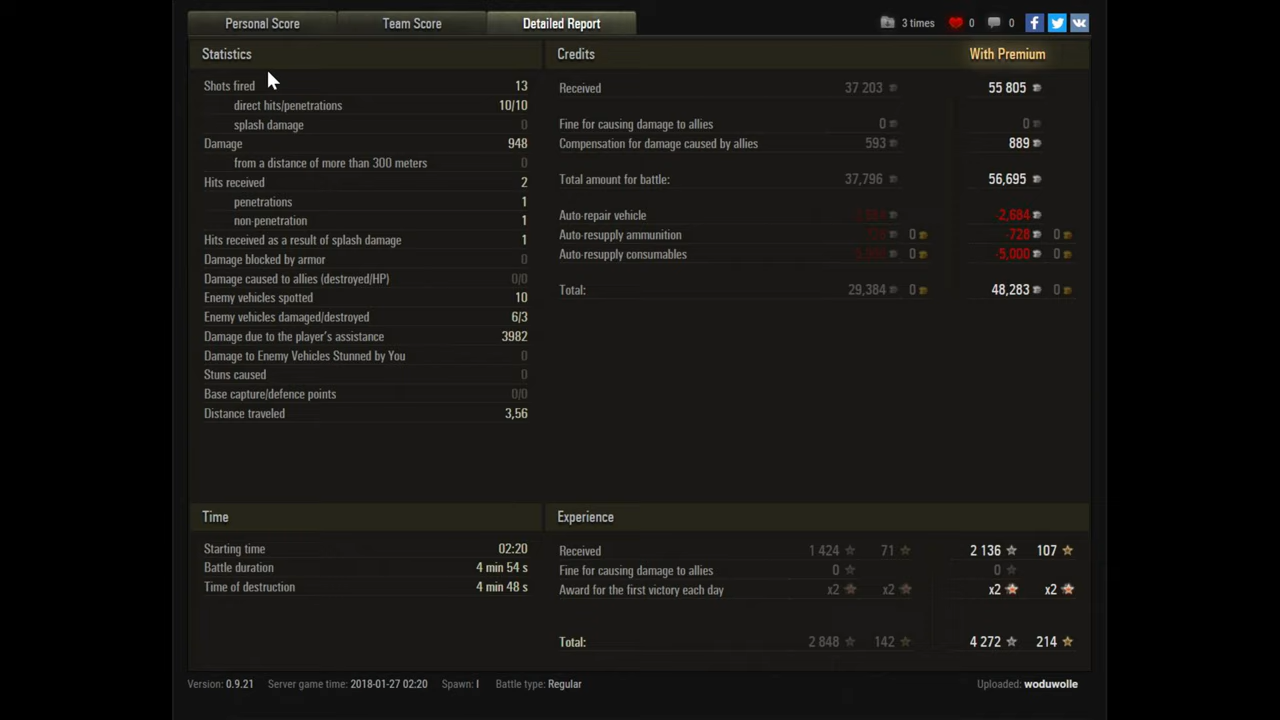 Personal Score Team Score Detailed Report 3 times 0 0
Statistics
Shots fired 13
direct hits/penetrations 10/10
splash damage 0
Damage 948
from a distance of more than 300 meters 0
Hits received 2
penetrations 1
non-penetration 1
Hits received as a result of splash damage 1
Damage blocked by armor 0
Damage caused to allies (destroyed/HP) 0/0
Enemy vehicles spotted 10
Enemy vehicles damaged/destroyed 6/3
Damage due to the player's assistance 3982
Damage to Enemy Vehicles Stunned by You 0
Stuns caused 0
Base capture/defence points 0/0
Distance traveled 3,56
Credits With Premium
Received 37 203 55 805
Fine for causing damage to allies 0 0
Compensation for damage caused by allies 593 889
Total amount for battle: 37,796 56,695
Auto-repair vehicle -2,684
Auto-resupply ammunition 0 -728 0
Auto-resupply consumables 0 -5,000 0
Total: 29,384 0 48,283 0
Time
Starting time 02:20
Battle duration 4 min 54 s
Time of destruction 4 min 48 s
Experience
Received 1 424 71 2 136 107
Fine for causing damage to allies 0 0
Award for the first victory each day x2 x2 x2 x2
Total: 2 848 142 4 272 214
Version: 0.9.21 Server game time: 2018-01-27 02:20 Spawn: I Battle type: Regular Uploaded: woduwolle